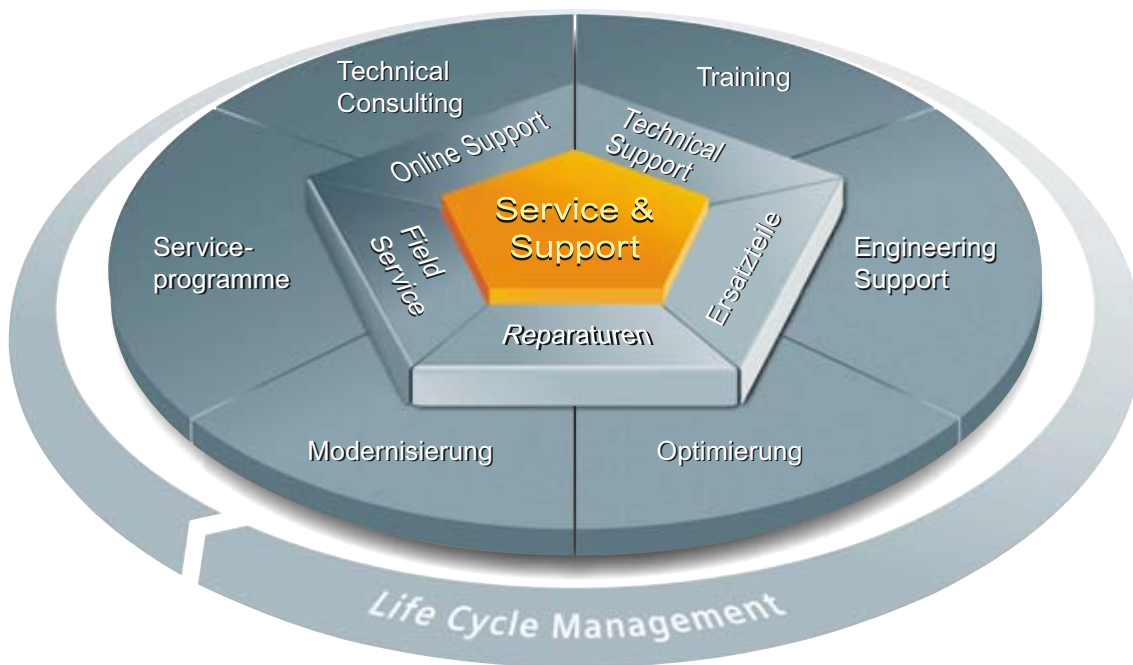 Technical
Consulting
Training
Online Support
Technical
Support
Service &
Support
Service-
programme
Field
Service
Ersatzteile
Engineering
Support
Reparaturen
Modernisierung
Optimierung
Life Cycle Management